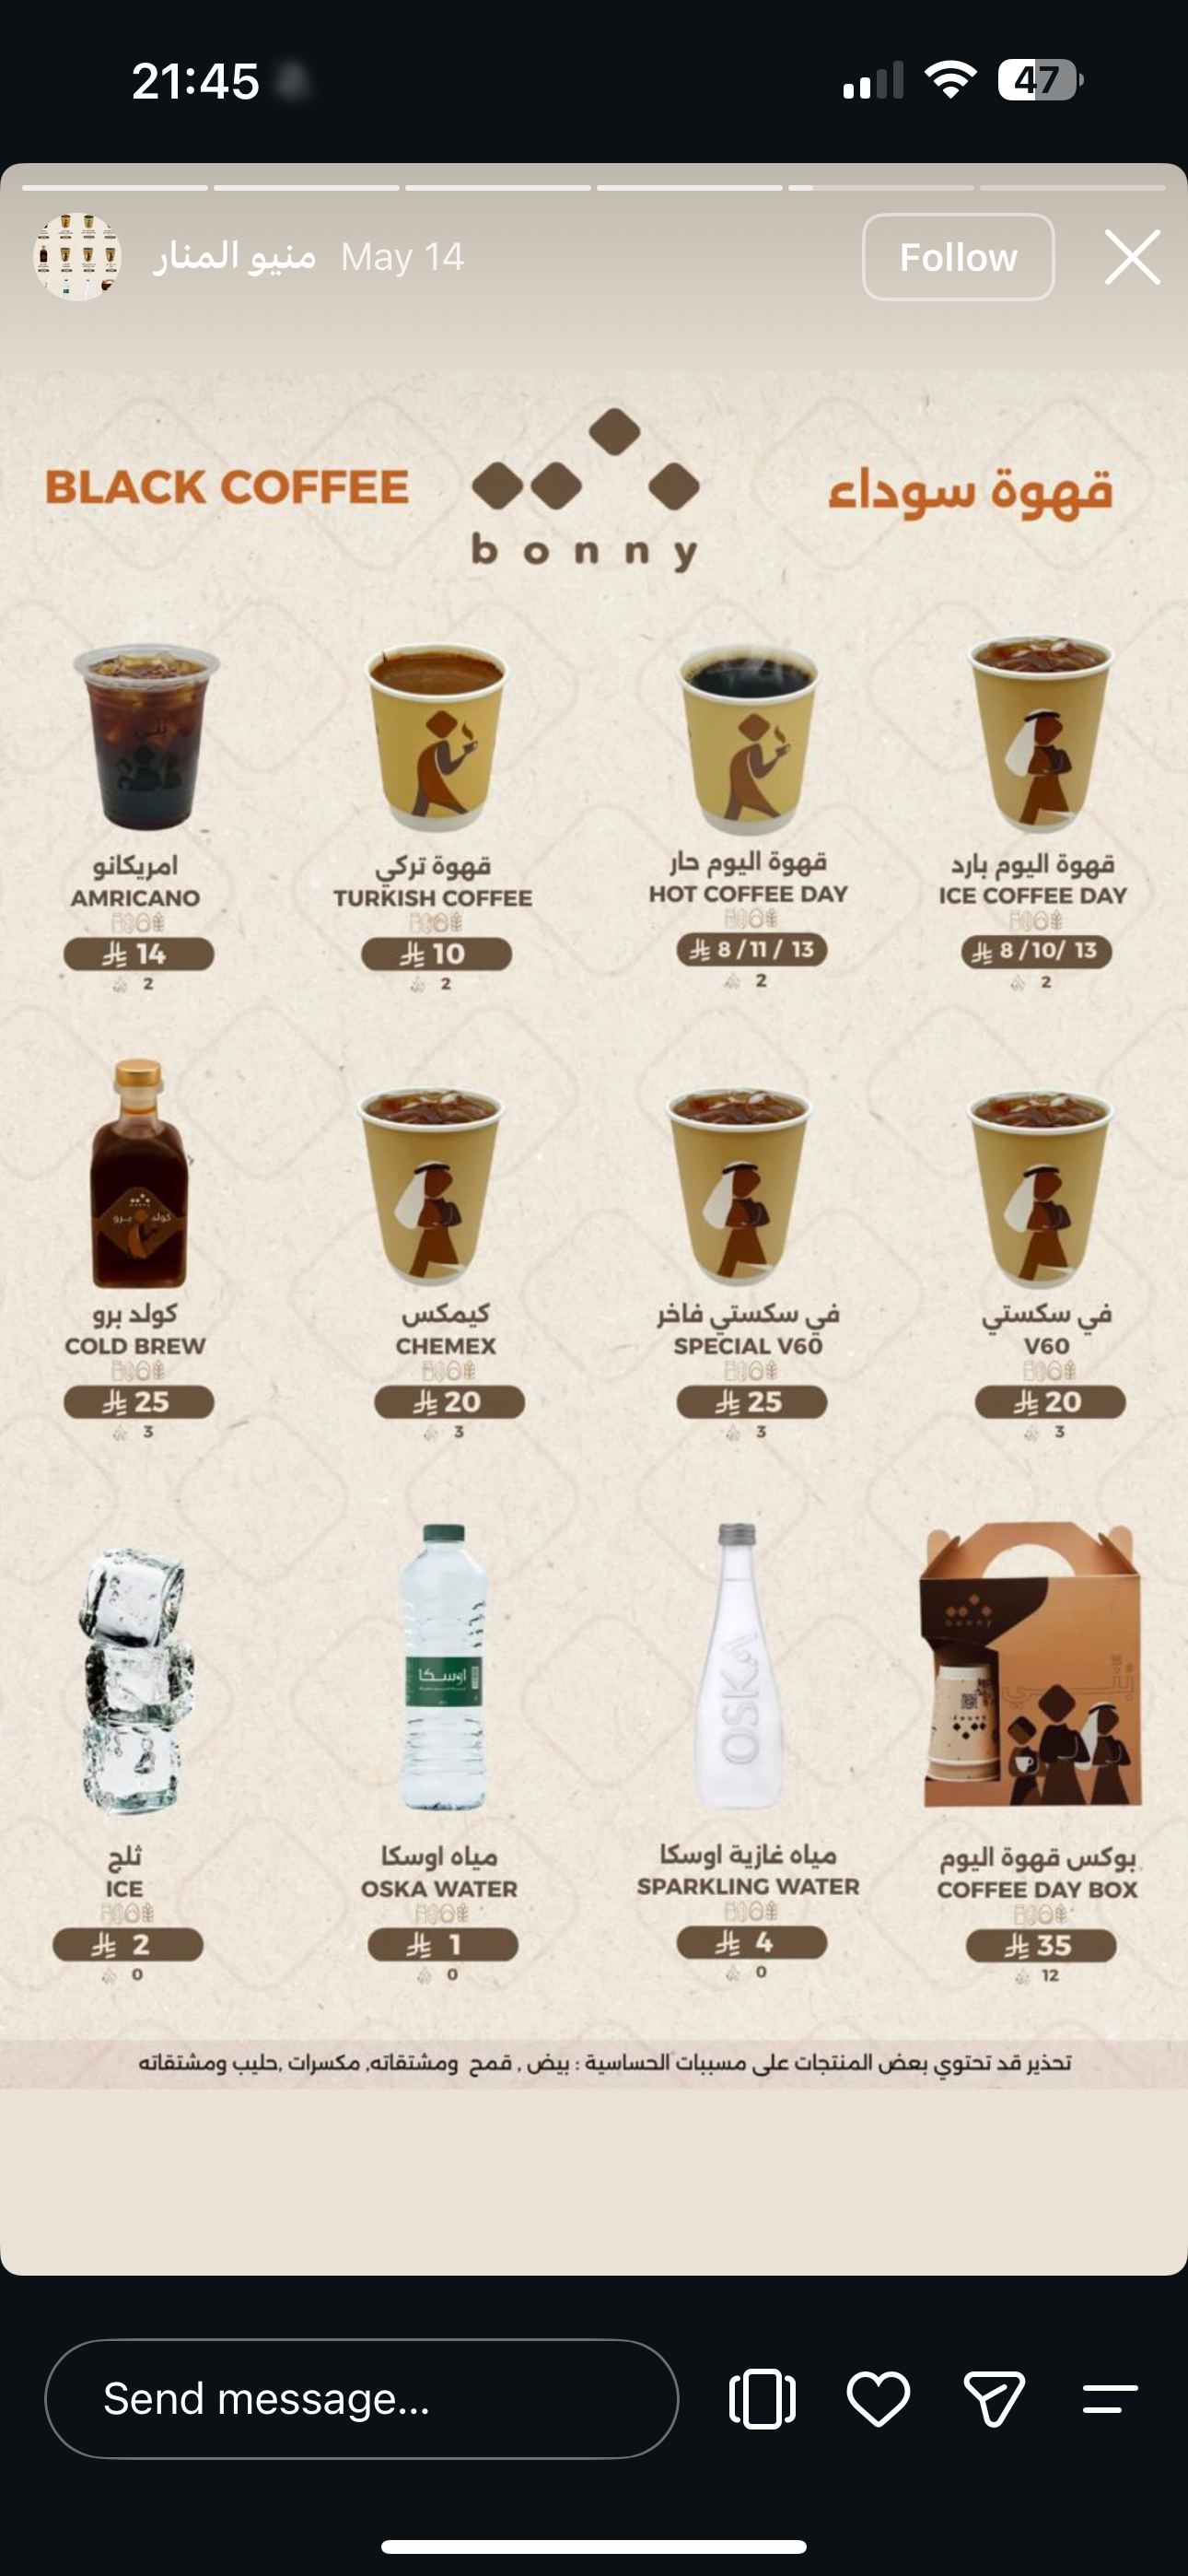 21:45
47
منيو المنار May 14
Follow
BLACK COFFEE
bonny
قهوة سوداء
امريكانو
AMRICANO
14
2
قهوة تركي
TURKISH COFFEE
10
2
قهوة اليوم حار
HOT COFFEE DAY
8 / 11 / 13
2
قهوة اليوم بارد
ICE COFFEE DAY
8 / 10/ 13
2
كولد برو
كولد برو
COLD BREW
25
3
كيمكس
CHEMEX
20
3
في سكستي فاخر
SPECIAL V60
25
3
في سكستي
V60
20
3
ثلج
ICE
2
0
اوسكا
مياه اوسكا
OSKA WATER
1
0
OSKA
مياه غازية اوسكا
SPARKLING WATER
4
0
bonny
بوكس قهوة اليوم
COFFEE DAY BOX
35
12
تحذير قد تحتوي بعض المنتجات على مسببات الحساسية : بيض , قمح ومشتقاته, مكسرات ,حليب ومشتقاته
Send message...